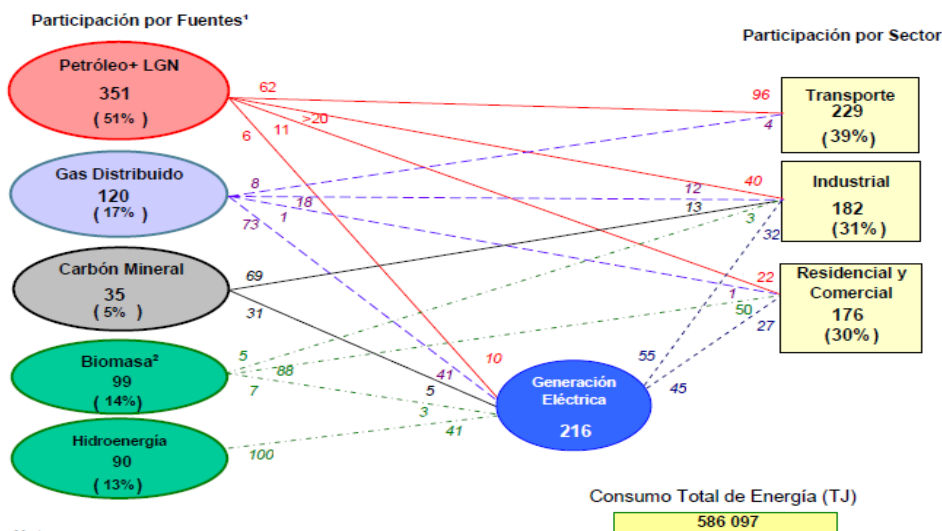 Participación por Fuentes¹
Participación por Sector
Petróleo+ LGN
351
( 51% )
62
6
11
>20
96
Transporte
229
(39%)
4
Gas Distribuido
120
( 17% )
8
18
1
73
12
40
13
3
32
Industrial
182
(31%)
Carbón Mineral
35
( 5% )
69
31
22
1
50
27
Residencial y
Comercial
176
(30%)
Biomasa²
99
( 14% )
5
88
7
10
41
5
3
41
Generación
Eléctrica
216
55
45
Hidroenergía
90
( 13% )
100
Consumo Total de Energía (TJ)
586 097